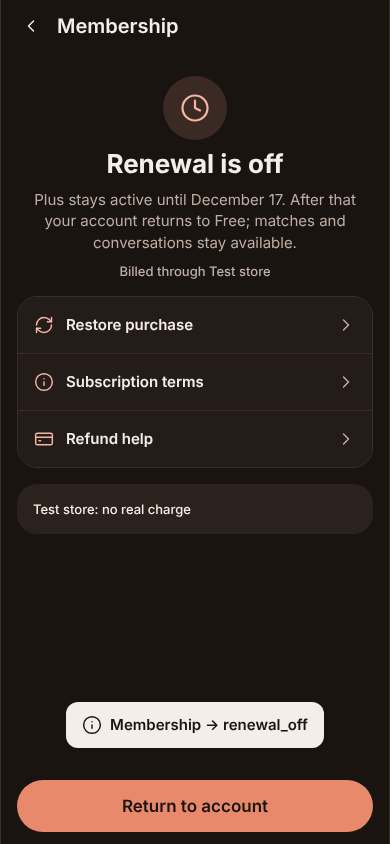 Membership
Renewal is off
Plus stays active until December 17. After that
your account returns to Free; matches and
conversations stay available.
Billed through Test store
Restore purchase
Subscription terms
Refund help
Test store: no real charge
Membership → renewal_off
Return to account